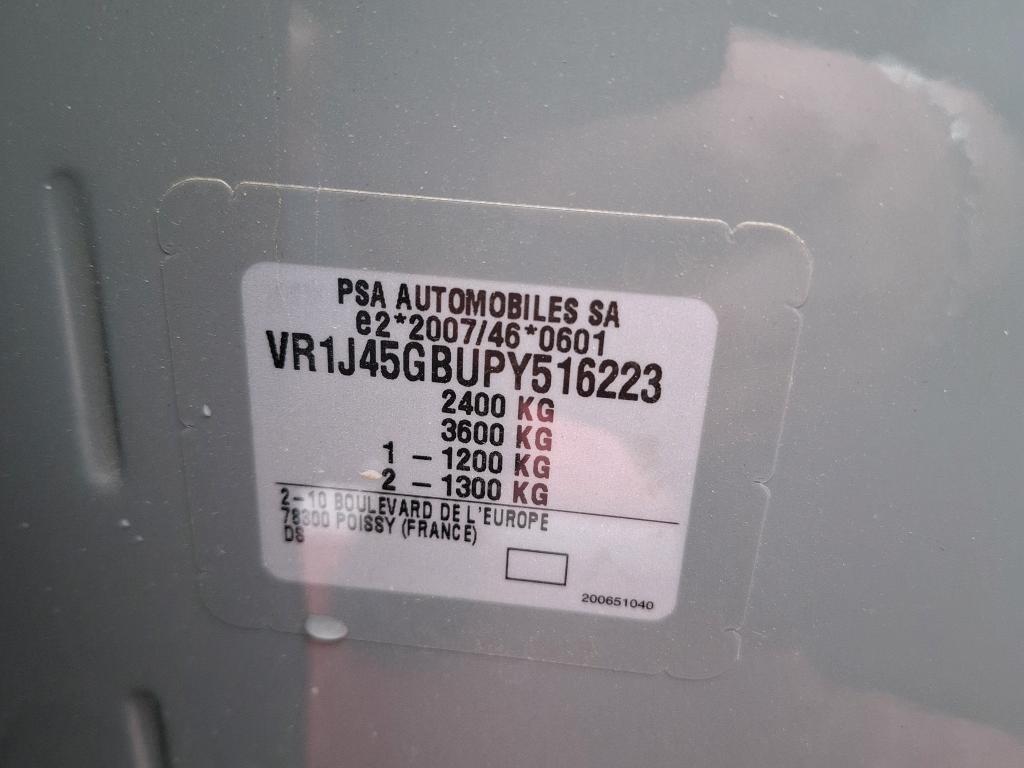 PSA AUTOMOBILES SA
e2*2007/46*0601
VR1J45GBUPY516223
2400 KG
3600 KG
1 – 1200 KG
2 – 1300 KG
2–10 BOULEVARD DE L'EUROPE
78300 POISSY (FRANCE)
DS
200651040